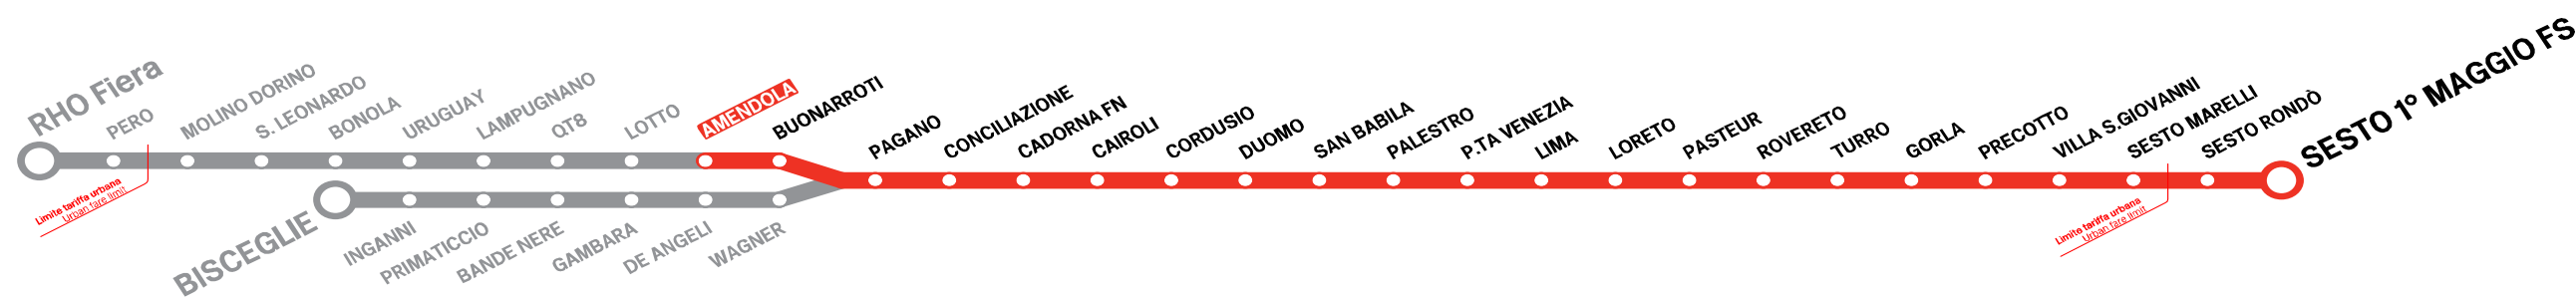 RHO Fiera
PERO
MOLINO DORINO
S. LEONARDO
BONOLA
URUGUAY
LAMPUGNANO
QT8
LOTTO
AMENDOLA
BUONARROTI
PAGANO
CONCILIAZIONE
CADORNA FN
CAIROLI
CORDUSIO
DUOMO
SAN BABILA
PALESTRO
P.TA VENEZIA
LIMA
LORETO
PASTEUR
ROVERETO
TURRO
GORLA
PRECOTTO
VILLA S.GIOVANNI
SESTO MARELLI
SESTO RONDÒ
SESTO 1° MAGGIO FS
Limite tariffa urbana
Urban fare limit
BISCEGLIE
INGANNI
PRIMATICCIO
BANDE NERE
GAMBARA
DE ANGELI
WAGNER
Limite tariffa urbana
Urban fare limit